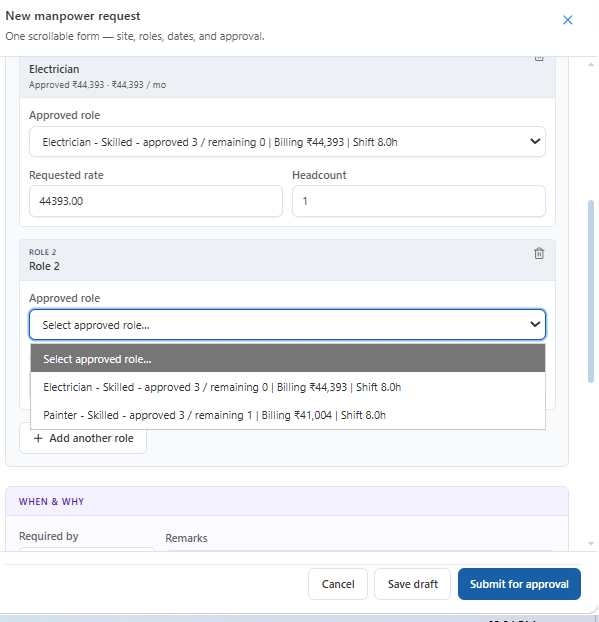 New manpower request
One scrollable form — site, roles, dates, and approval.
Electrician
Approved ₹44,393 - ₹44,393 / mo
Approved role
Electrician - Skilled - approved 3 / remaining 0 | Billing ₹44,393 | Shift 8.0h
Requested rate
Headcount
44393.00
1
ROLE 2
Role 2
Approved role
Select approved role...
Select approved role...
Electrician - Skilled - approved 3 / remaining 0 | Billing ₹44,393 | Shift 8.0h
Painter - Skilled - approved 3 / remaining 1 | Billing ₹41,004 | Shift 8.0h
+ Add another role
WHEN & WHY
Required by
Remarks
Cancel
Save draft
Submit for approval